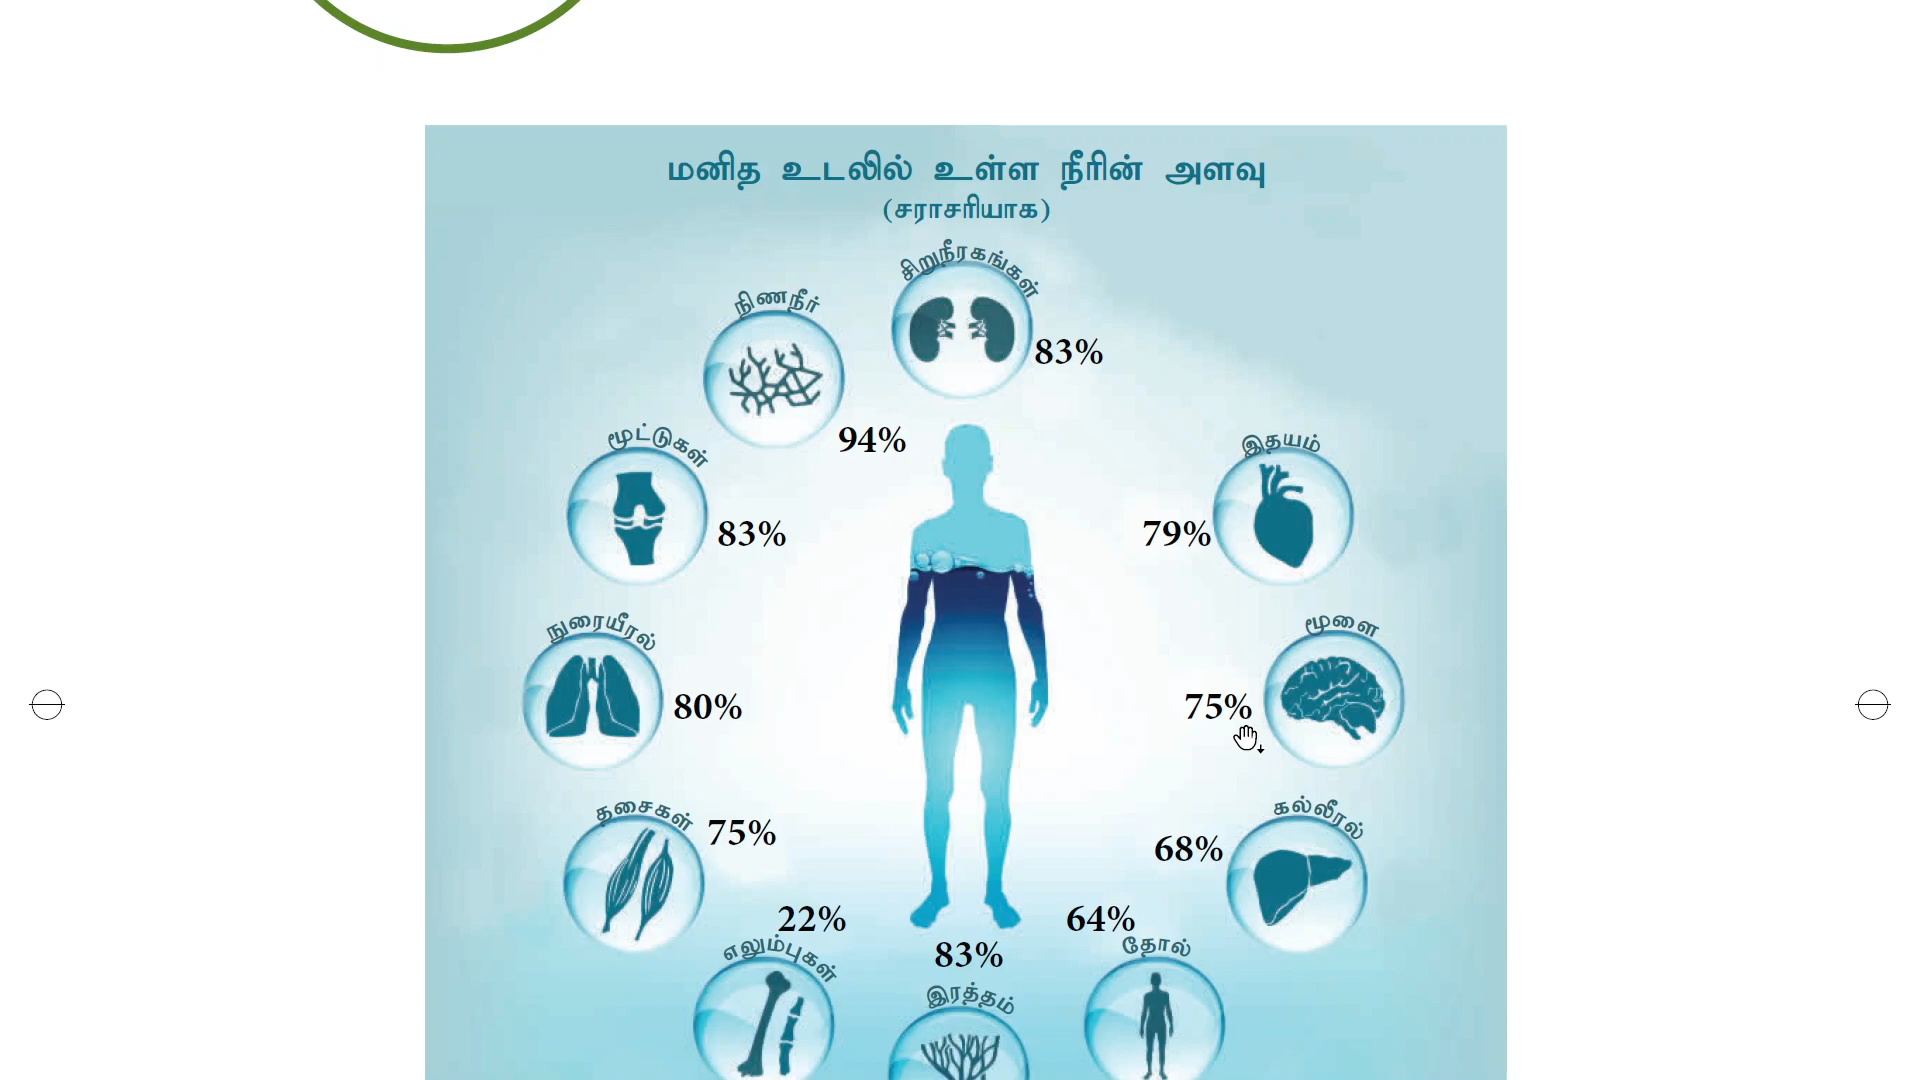 மனித உடலில் உள்ள நீரின் அளவு
(சராசரியாக)
சிறுநீரகங்கள்
83%
நிணநீர்
94%
மூட்டுகள்
83%
இதயம்
79%
நுரையீரல்
80%
மூளை
75%
தசைகள்
75%
கல்லீரல்
68%
22%
எலும்புகள்
83%
இரத்தம்
64%
தோல்